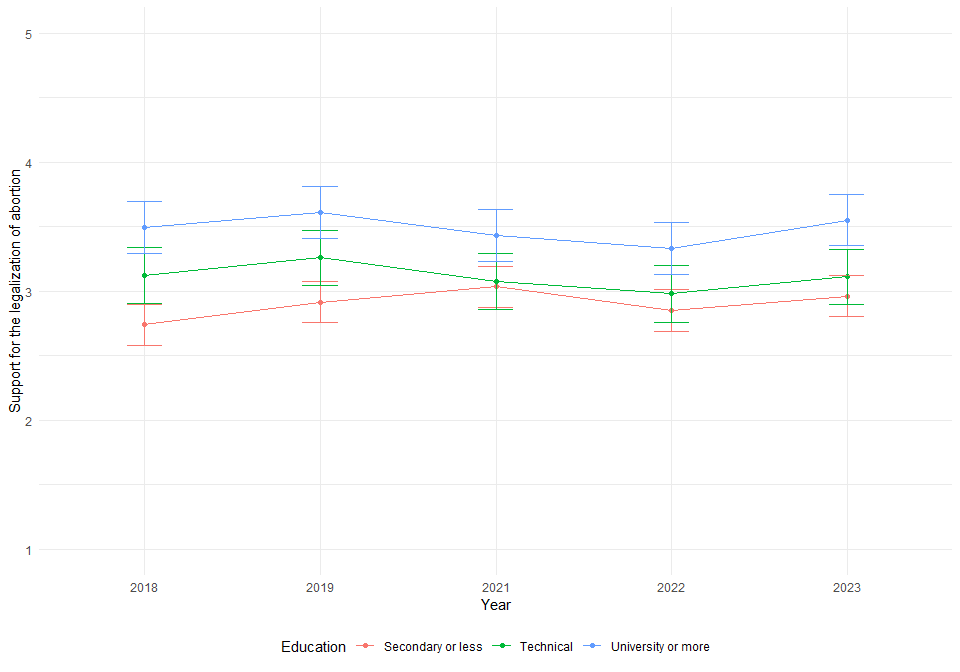 5
4
3
2
1
Support for the legalization of abortion
2018 2019 2021 2022 2023
Year
Education Secondary or less Technical University or more